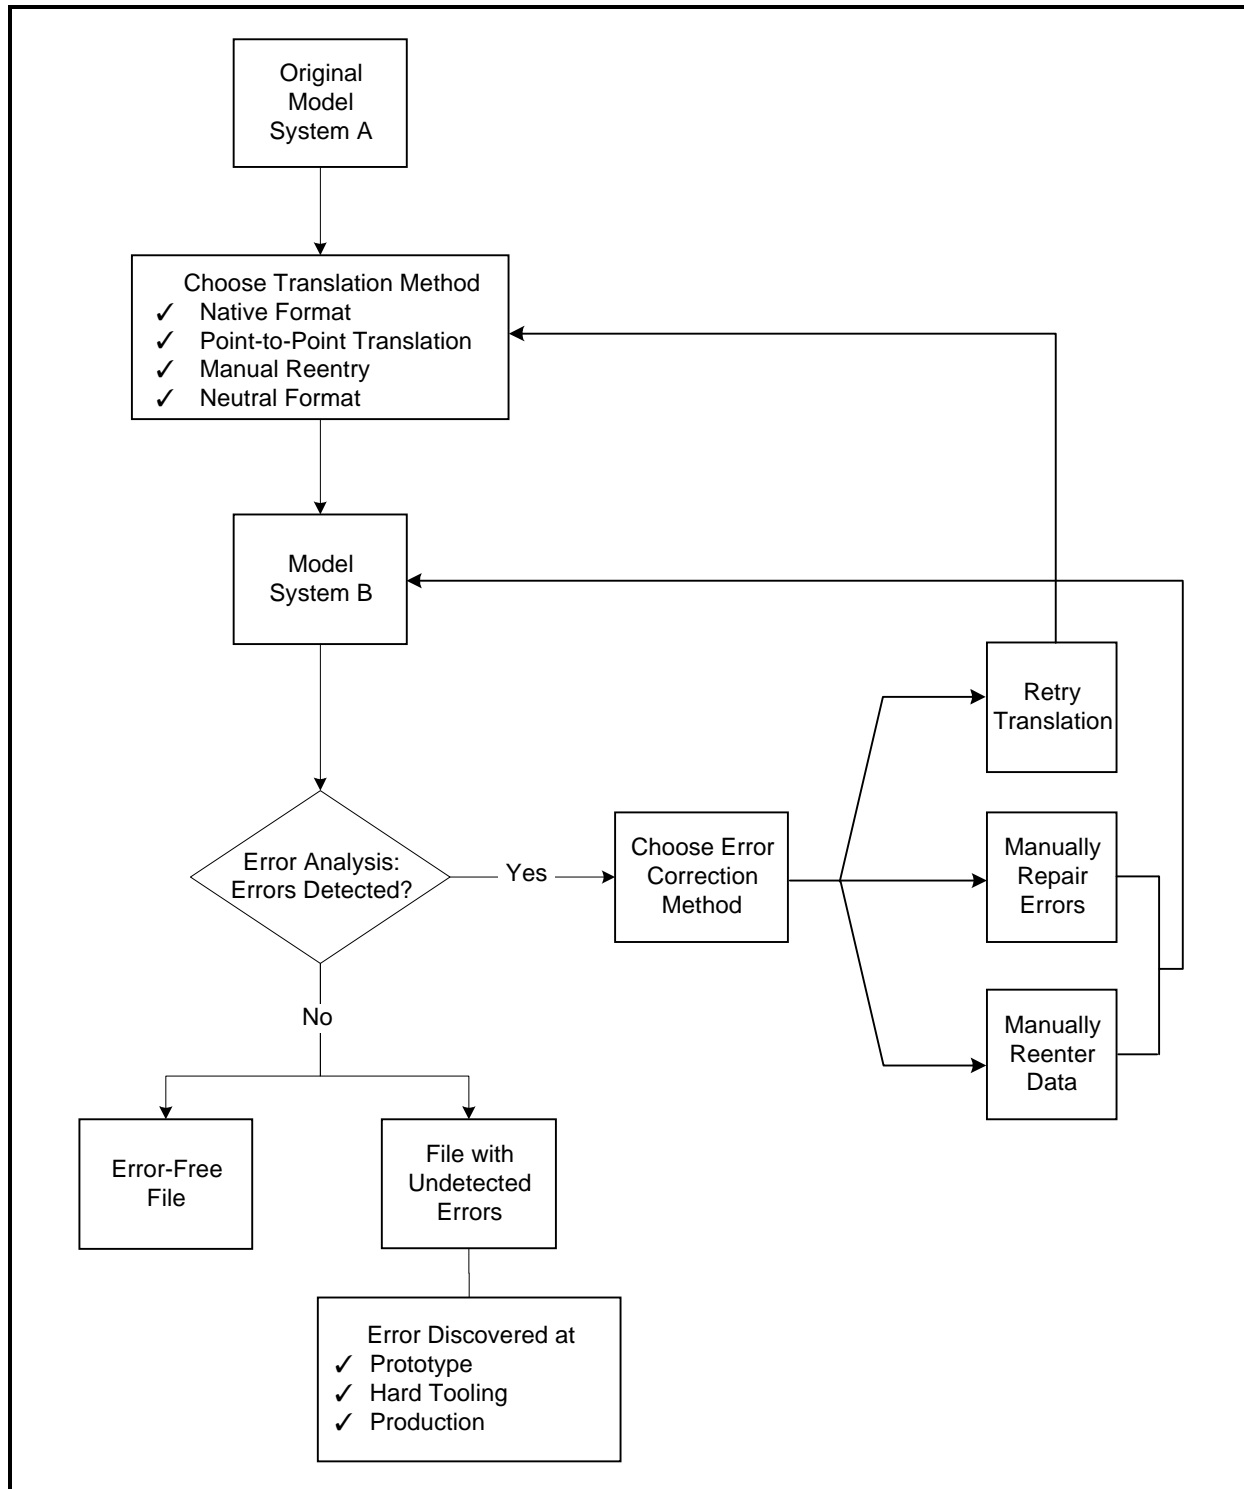 Original
Model
System A
Choose Translation Method
✓ Native Format
✓ Point-to-Point Translation
✓ Manual Reentry
✓ Neutral Format
Model
System B
Retry
Translation
Error Analysis:
Errors Detected?
Yes
Choose Error
Correction
Method
Manually
Repair
Errors
Manually
Reenter
Data
No
Error-Free
File
File with
Undetected
Errors
Error Discovered at
✓ Prototype
✓ Hard Tooling
✓ Production